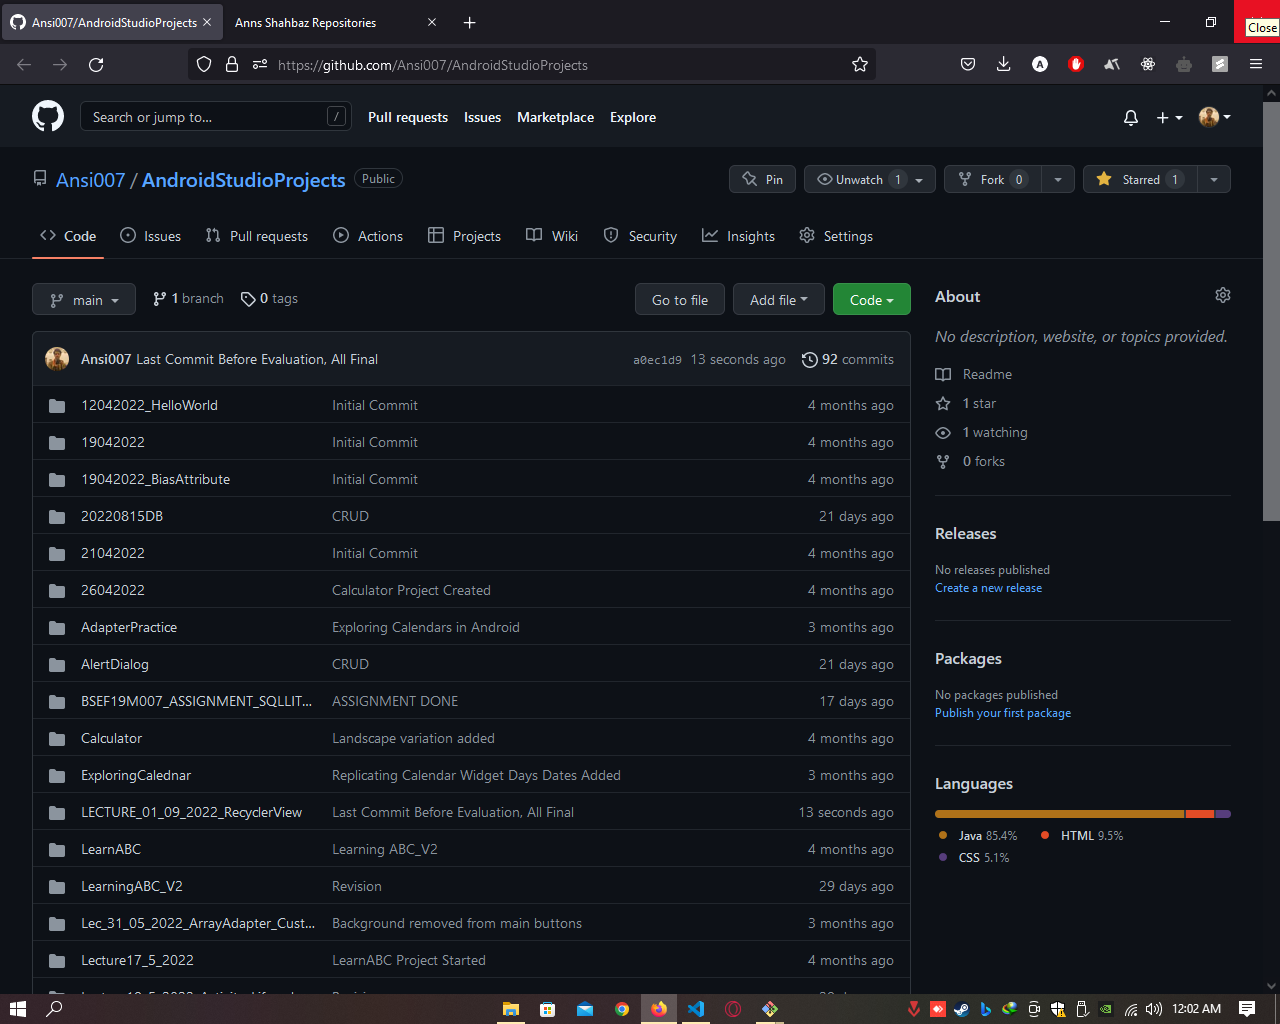 Ansi007/AndroidStudioProjects
Anns Shahbaz Repositories
Close
https://github.com/Ansi007/AndroidStudioProjects
Search or jump to...
/
Pull requests
Issues
Marketplace
Explore
Ansi007 / AndroidStudioProjects
Public
Pin
Unwatch 1
Fork 0
Starred 1
Code
Issues
Pull requests
Actions
Projects
Wiki
Security
Insights
Settings
main
1 branch
0 tags
Go to file
Add file
Code
Ansi007 Last Commit Before Evaluation, All Final a0ec1d9 13 seconds ago 92 commits
12042022_HelloWorld Initial Commit 4 months ago
19042022 Initial Commit 4 months ago
19042022_BiasAttribute Initial Commit 4 months ago
20220815DB CRUD 21 days ago
21042022 Initial Commit 4 months ago
26042022 Calculator Project Created 4 months ago
AdapterPractice Exploring Calendars in Android 3 months ago
AlertDialog CRUD 21 days ago
BSEF19M007_ASSIGNMENT_SQLLIT... ASSIGNMENT DONE 17 days ago
Calculator Landscape variation added 4 months ago
ExploringCalednar Replicating Calendar Widget Days Dates Added 3 months ago
LECTURE_01_09_2022_RecyclerView Last Commit Before Evaluation, All Final 13 seconds ago
LearnABC Learning ABC_V2 4 months ago
LearningABC_V2 Revision 29 days ago
Lec_31_05_2022_ArrayAdapter_Cust... Background removed from main buttons 3 months ago
Lecture17_5_2022 LearnABC Project Started 4 months ago
About
No description, website, or topics provided.
Readme
1 star
1 watching
0 forks
Releases
No releases published
Create a new release
Packages
No packages published
Publish your first package
Languages
Java 85.4%
HTML 9.5%
CSS 5.1%
12:02 AM